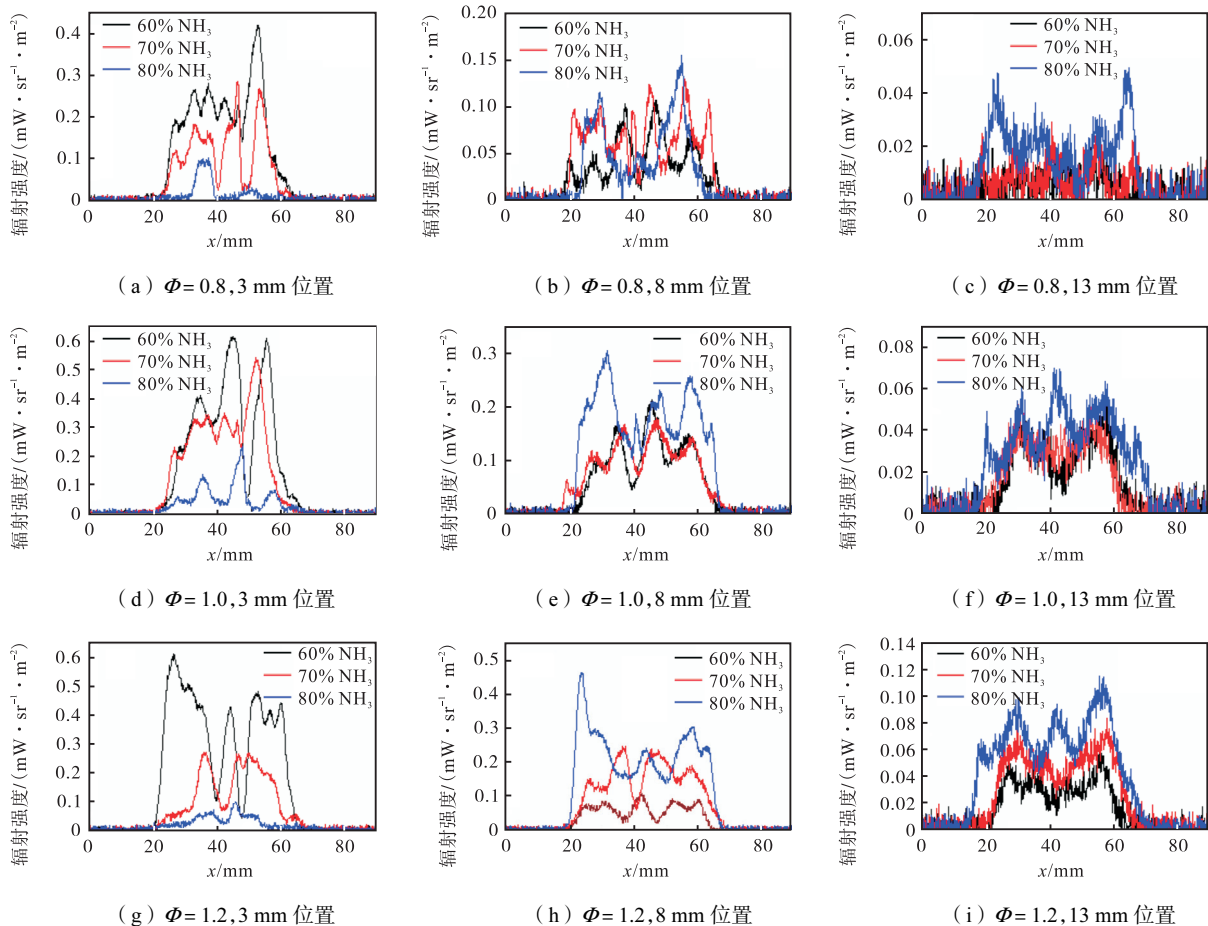 辐射强度/(mW·sr⁻¹·m⁻²)
0.4
0.3
0.2
0.1
0
60% NH₃
70% NH₃
80% NH₃
0 20 40 60 80
x/mm
(a) Φ=0.8,3 mm 位置
辐射强度/(mW·sr⁻¹·m⁻²)
0.20
0.15
0.10
0.05
0.00
60% NH₃
70% NH₃
80% NH₃
0 20 40 60 80
x/mm
(b) Φ=0.8,8 mm 位置
辐射强度/(mW·sr⁻¹·m⁻²)
0.06
0.04
0.02
0
60% NH₃
70% NH₃
80% NH₃
0 20 40 60 80
x/mm
(c) Φ=0.8,13 mm 位置
辐射强度/(mW·sr⁻¹·m⁻²)
0.6
0.5
0.4
0.3
0.2
0.1
0
60% NH₃
70% NH₃
80% NH₃
0 20 40 60 80
x/mm
(d) Φ=1.0,3 mm 位置
辐射强度/(mW·sr⁻¹·m⁻²)
0.3
0.2
0.1
0
60% NH₃
70% NH₃
80% NH₃
0 20 40 60 80
x/mm
(e) Φ=1.0,8 mm 位置
辐射强度/(mW·sr⁻¹·m⁻²)
0.08
0.06
0.04
0.02
0
60% NH₃
70% NH₃
80% NH₃
0 20 40 60 80
x/mm
(f) Φ=1.0,13 mm 位置
辐射强度/(mW·sr⁻¹·m⁻²)
0.6
0.5
0.4
0.3
0.2
0.1
0
60% NH₃
70% NH₃
80% NH₃
0 20 40 60 80
x/mm
(g) Φ=1.2,3 mm 位置
辐射强度/(mW·sr⁻¹·m⁻²)
0.5
0.4
0.3
0.2
0.1
0
60% NH₃
70% NH₃
80% NH₃
0 20 40 60 80
x/mm
(h) Φ=1.2,8 mm 位置
辐射强度/(mW·sr⁻¹·m⁻²)
0.14
0.12
0.10
0.08
0.06
0.04
0.02
0
60% NH₃
70% NH₃
80% NH₃
0 20 40 60 80
x/mm
(i) Φ=1.2,13 mm 位置